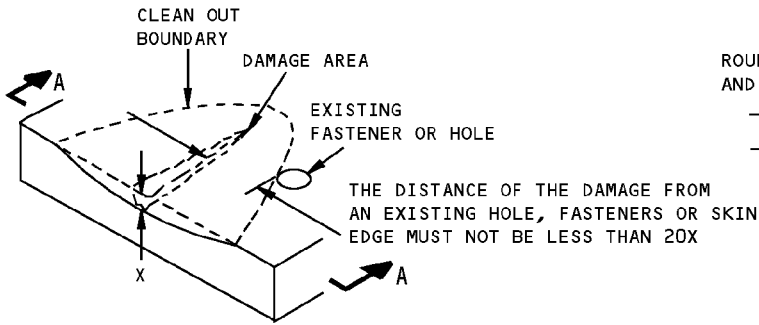 CLEAN OUT
BOUNDARY
DAMAGE AREA
A
EXISTING
FASTENER OR HOLE
THE DISTANCE OF THE DAMAGE FROM
AN EXISTING HOLE, FASTENERS OR SKIN
EDGE MUST NOT BE LESS THAN 20X
X
A
AND